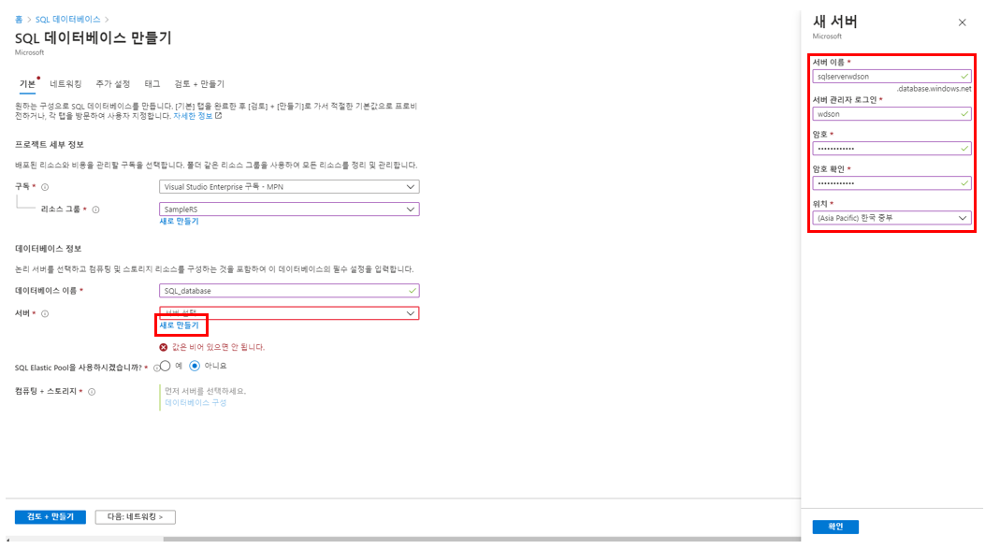 홈 > SQL 데이터베이스 >
SQL 데이터베이스 만들기
Microsoft
기본 네트워킹 추가 설정 태그 검토 + 만들기
원하는 구성으로 SQL 데이터베이스를 만듭니다. [기본] 탭을 완료한 후 [검토] + [만들기]로 가서 적절한 기본값으로 프로비
전하거나, 각 탭을 방문하여 사용자 지정합니다. 자세한 정보
프로젝트 세부 정보
배포된 리소스와 비용을 관리할 구독을 선택합니다. 폴더 같은 리소스 그룹을 사용하여 모든 리소스를 정리 및 관리합니다.
구독 * Visual Studio Enterprise 구독 - MPN
리소스 그룹 * SampleRS
새로 만들기
데이터베이스 정보
논리 서버를 선택하고 컴퓨팅 및 스토리지 리소스를 구성하는 것을 포함하여 이 데이터베이스의 필수 설정을 입력합니다.
데이터베이스 이름 * SQL_database
서버 * 서버 선택
새로 만들기
값은 비어 있으면 안 됩니다.
SQL Elastic Pool을 사용하시겠습니까? * 예 아니요
컴퓨팅 + 스토리지 * 먼저 서버를 선택하세요.
데이터베이스 구성
검토 + 만들기 다음: 네트워킹 >
새 서버
Microsoft
서버 이름 *
sqlserverwdson
.database.windows.net
서버 관리자 로그인 *
wdson
암호 *
••••••••••••
암호 확인 *
••••••••••••
위치 *
(Asia Pacific) 한국 중부
확인